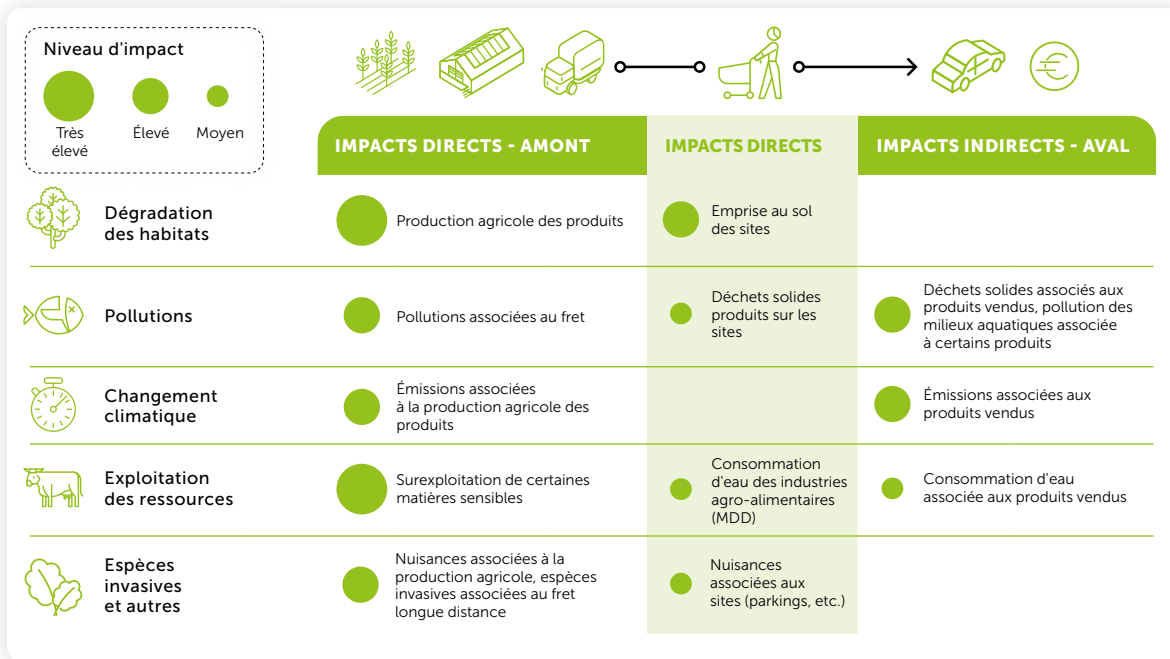 Niveau d'impact
Très
élevé
Élevé
Moyen
IMPACTS DIRECTS - AMONT
IMPACTS DIRECTS
IMPACTS INDIRECTS - AVAL
Dégradation
des habitats
Production agricole des produits
Emprise au sol
des sites
Pollutions
Pollutions associées au fret
Déchets solides
produits sur les
sites
Déchets solides associés aux
produits vendus, pollution des
milieux aquatiques associée
à certains produits
Changement
climatique
Émissions associées
à la production agricole des
produits
Émissions associées aux
produits vendus
Exploitation
des ressources
Surexploitation de certaines
matières sensibles
Consommation
d'eau des industries
agro-alimentaires
(MDD)
Consommation d'eau
associée aux produits vendus
Espèces
invasives
et autres
Nuisances associées à la
production agricole, espèces
invasives associées au fret
longue distance
Nuisances
associées aux
sites (parkings, etc.)